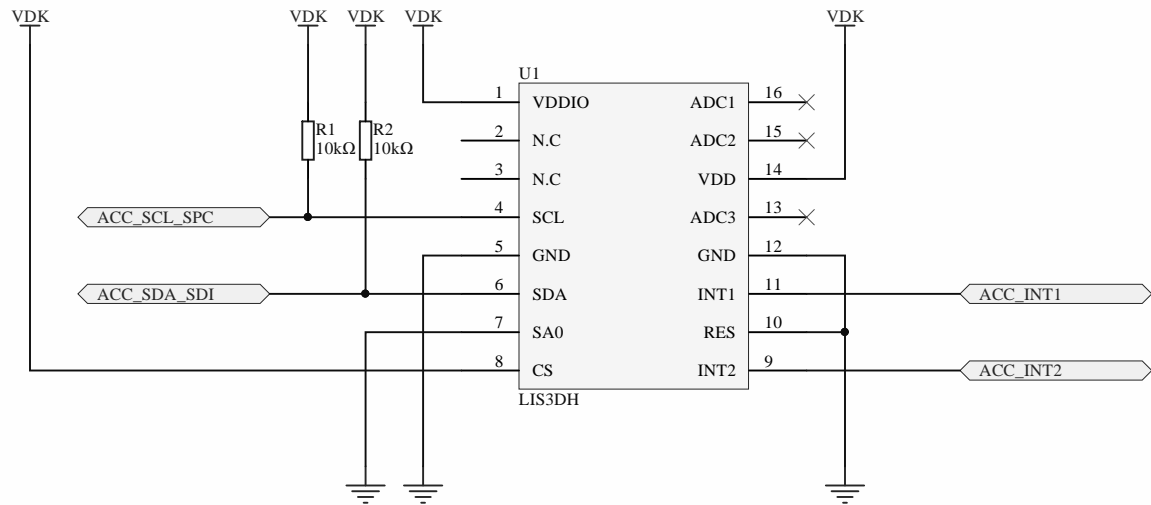 VDK VDK VDK VDK VDK
U1
1 VDDIO ADC1 16
2 N.C ADC2 15
R1 10kΩ R2 10kΩ
3 N.C VDD 14
ACC_SCL_SPC 4 SCL ADC3 13
5 GND GND 12
ACC_SDA_SDI 6 SDA INT1 11 ACC_INT1
7 SA0 RES 10
8 CS INT2 9 ACC_INT2
LIS3DH